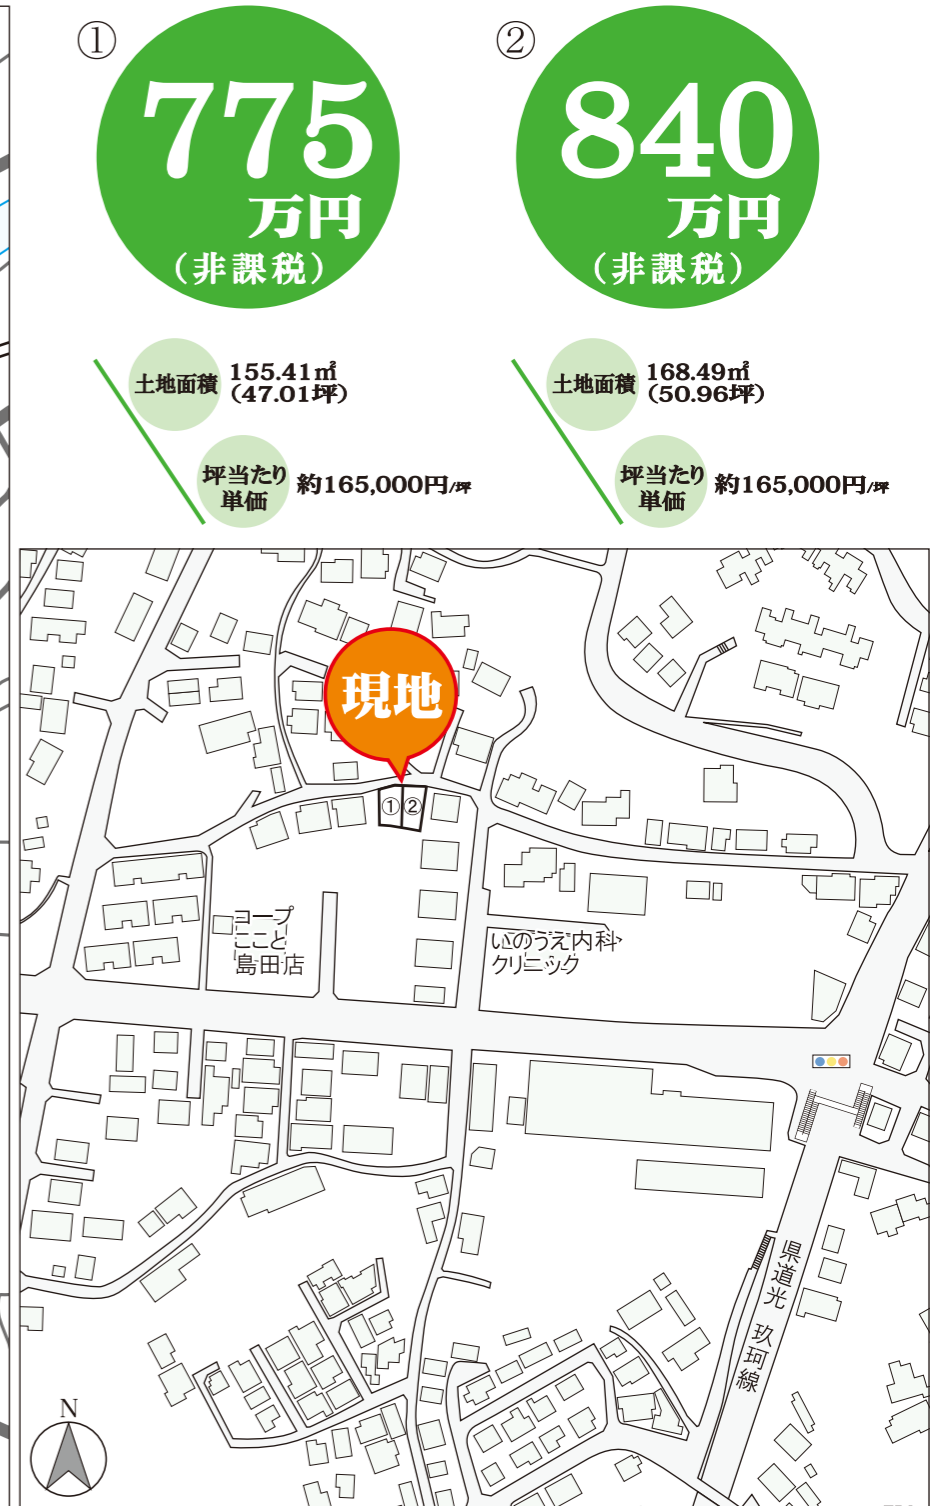 ①
775
万円
(非課税)
土地面積
155.41㎡
(47.01坪)
坪当たり
単価
約165,000円/坪
②
840
万円
(非課税)
土地面積
168.49㎡
(50.96坪)
坪当たり
単価
約165,000円/坪
現地
①
②
コープ
ここと
島田店
いのうえ内科
クリニック
県道光 玖珂線
N